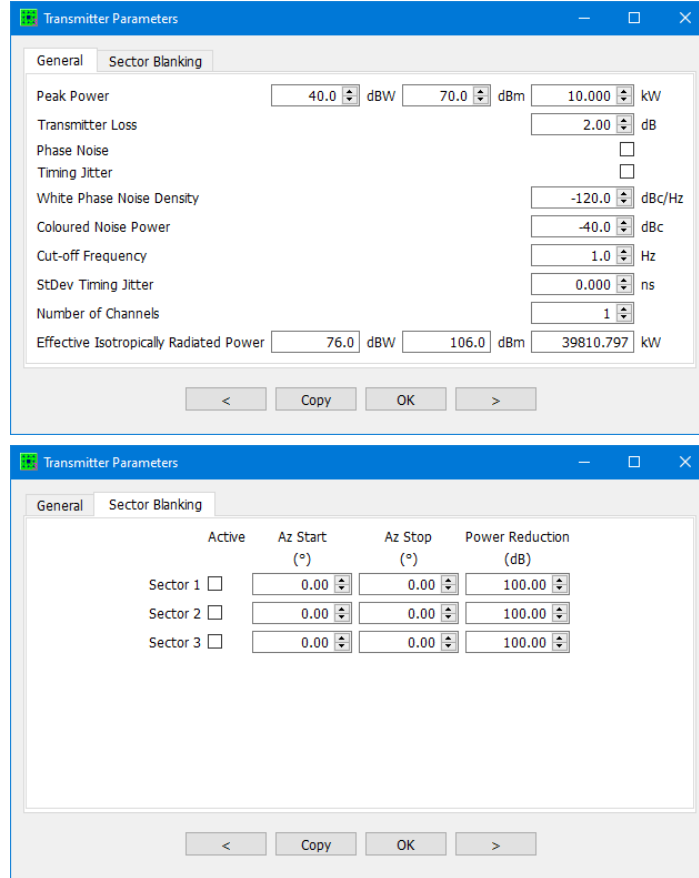 Transmitter Parameters
General Sector Blanking
Peak Power 40.0 dBW 70.0 dBm 10.000 kW
Transmitter Loss 2.00 dB
Phase Noise
Timing Jitter
White Phase Noise Density -120.0 dBc/Hz
Coloured Noise Power -40.0 dBc
Cut-off Frequency 1.0 Hz
StDev Timing Jitter 0.000 ns
Number of Channels 1
Effective Isotropically Radiated Power 76.0 dBW 106.0 dBm 39810.797 kW
< Copy OK >
Transmitter Parameters
General Sector Blanking
Active Az Start Az Stop Power Reduction
(°) (°) (dB)
Sector 1 0.00 0.00 100.00
Sector 2 0.00 0.00 100.00
Sector 3 0.00 0.00 100.00
< Copy OK >